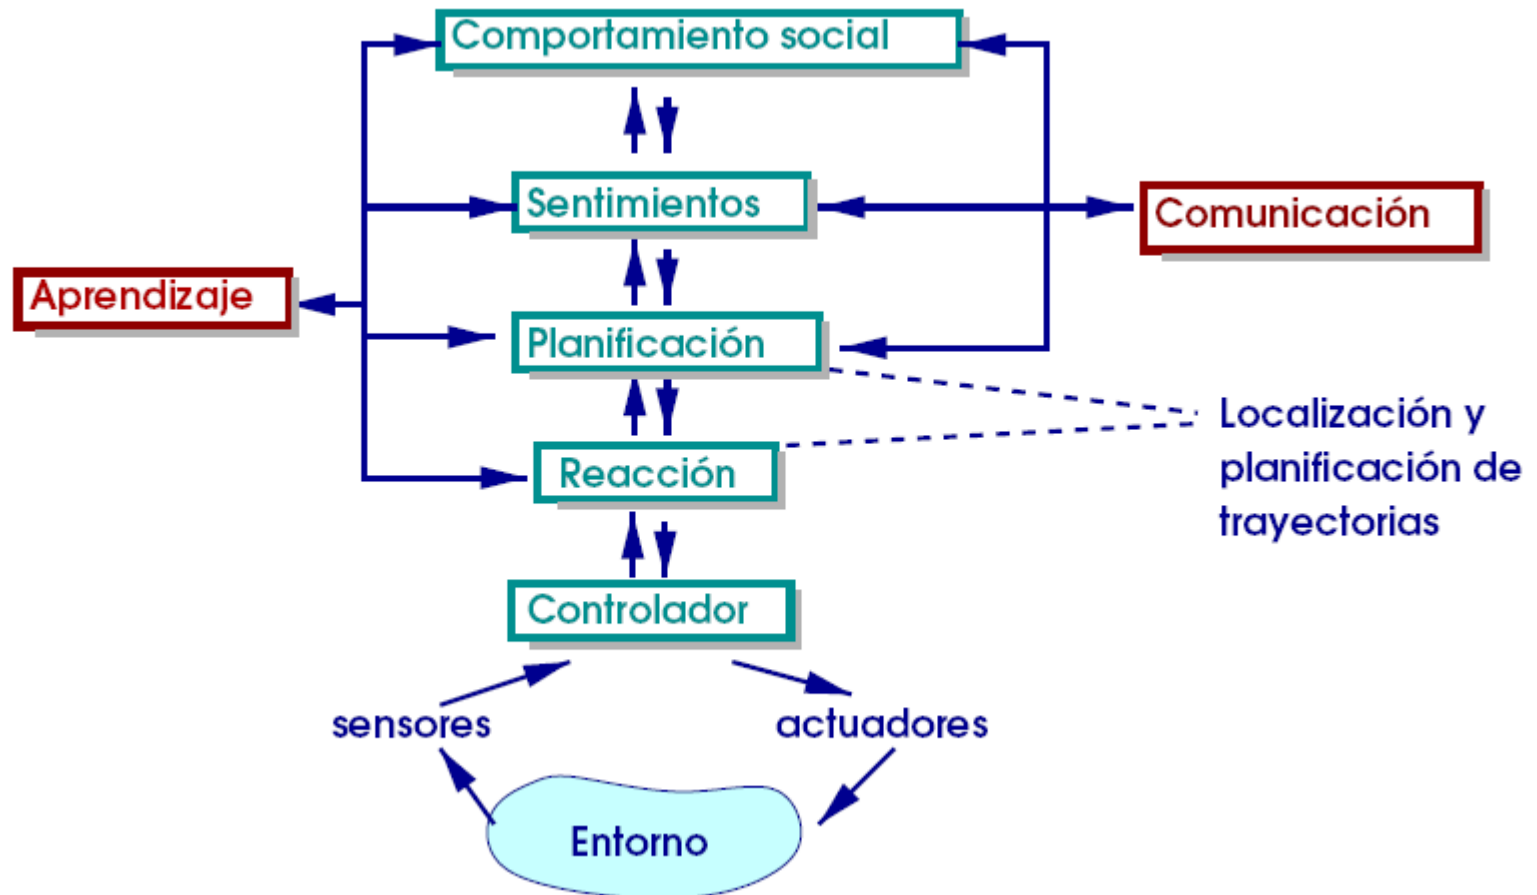 Comportamiento social
Sentimientos
Comunicación
Aprendizaje
Planificación
Localización y
planificación de
trayectorias
Reacción
Controlador
sensores
actuadores
Entorno